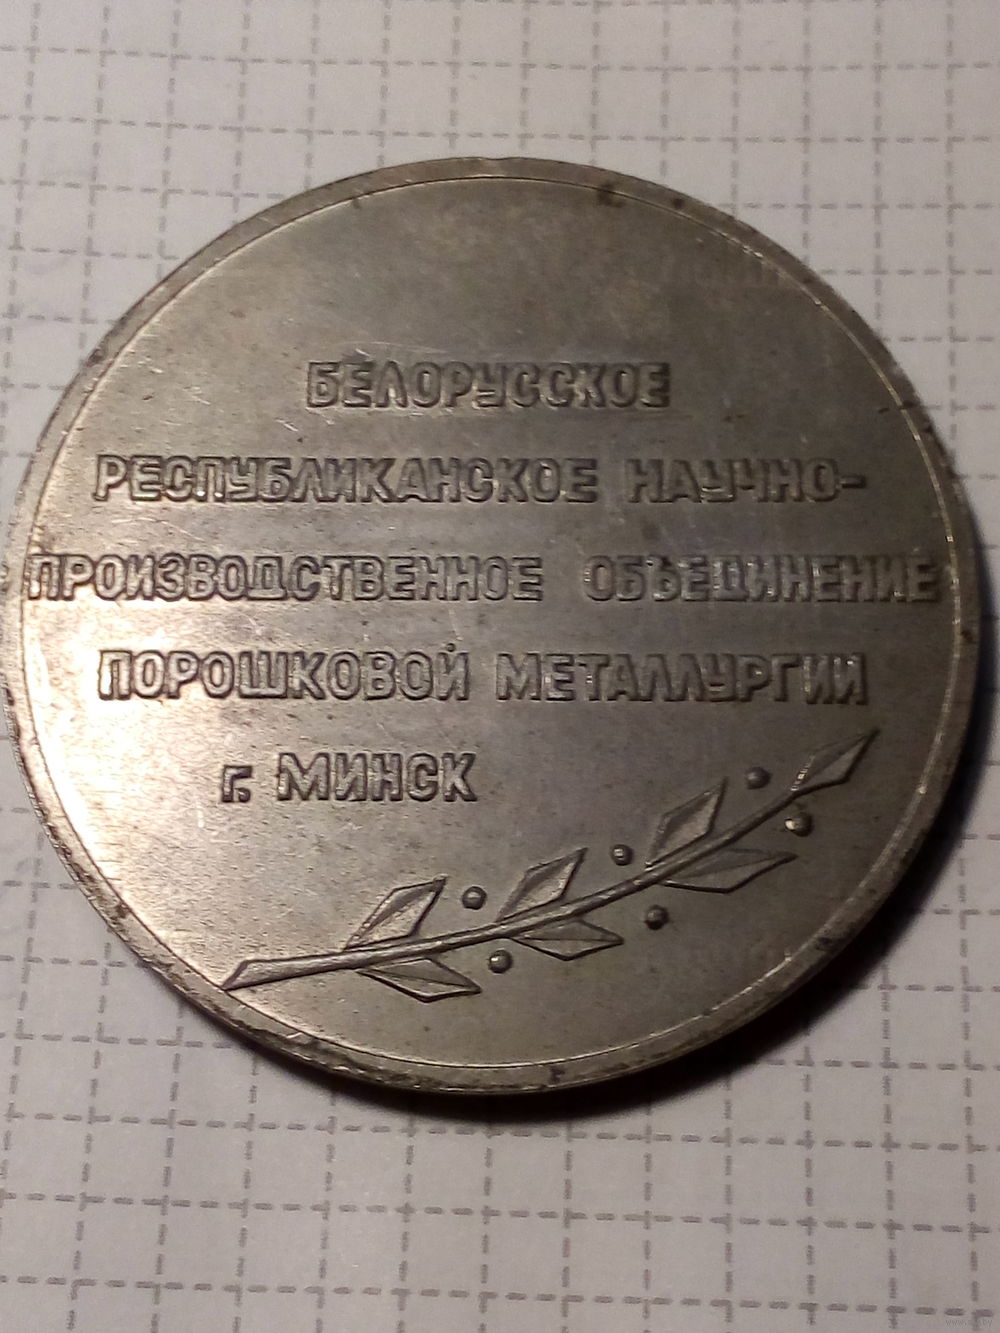 БЕЛОРУССКОЕ
РЕСПУБЛИКАНСКОЕ НАУЧНО-
ПРОИЗВОДСТВЕННОЕ ОБЪЕДИНЕНИЕ
ПОРОШКОВОЙ МЕТАЛЛУРГИИ
г. МИНСК